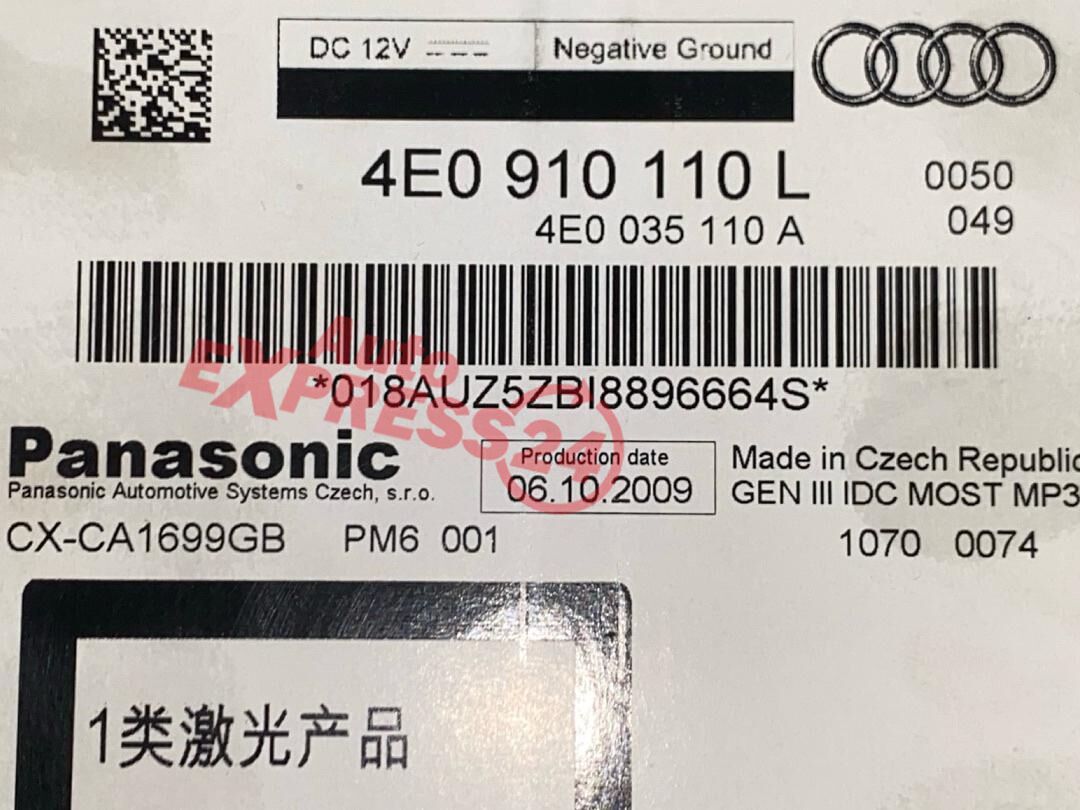 DC 12V Negative Ground
4E0 910 110 L 0050
4E0 035 110 A 049
Auto
EXPRESS24
*018AUZ5ZBI8896664S*
Panasonic
Panasonic Automotive Systems Czech, s.r.o.
Production date
06.10.2009
Made in Czech Republic
GEN III IDC MOST MP3
CX-CA1699GB PM6 001
1070 0074
1类激光产品